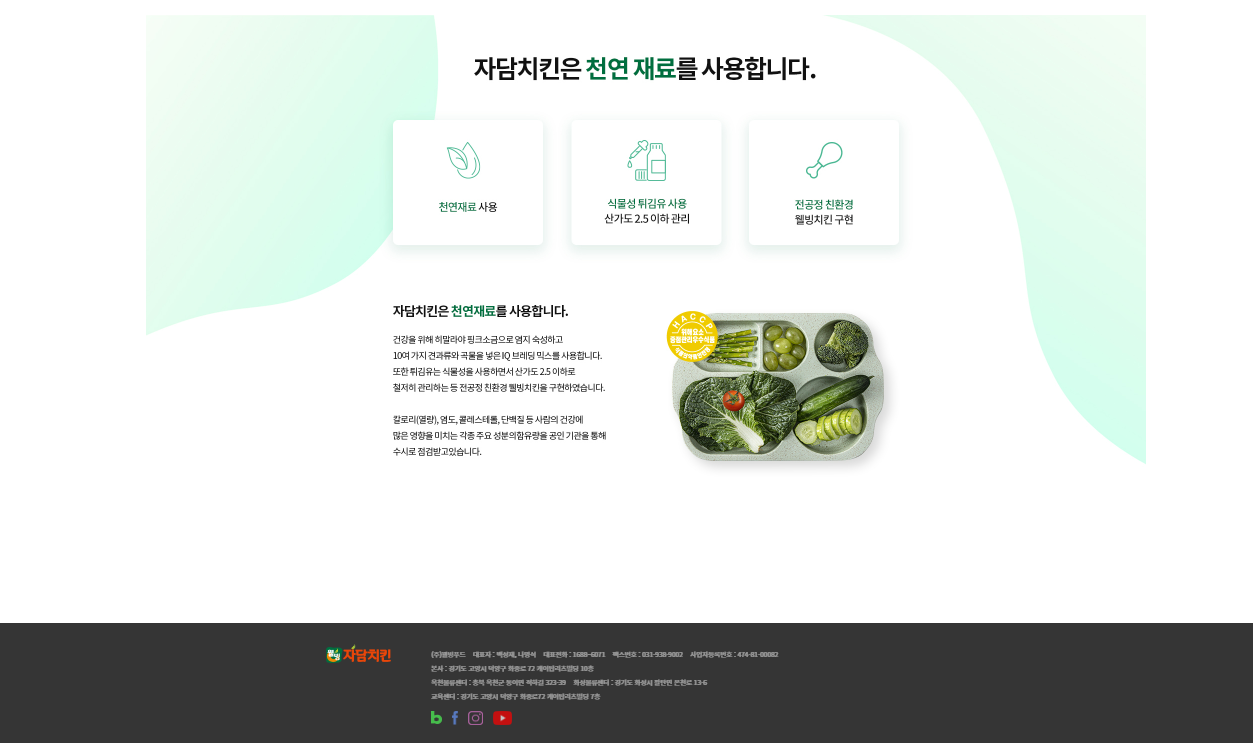 자담치킨은 천연 재료를 사용합니다.
천연재료 사용
식물성 튀김유 사용
산가도 2.5 이하 관리
전공정 친환경
웰빙치킨 구현
자담치킨은 천연재료를 사용합니다.
건강을 위해 히말라야 핑크소금으로 염지 숙성하고
10여 가지 견과류와 곡물을 넣은 IQ 브레딩 믹스를 사용합니다.
또한 튀김유는 식물성을 사용하면서 산가도 2.5 이하로
철저히 관리하는 등 전공정 친환경 웰빙치킨을 구현하였습니다.
칼로리(열량), 염도, 콜레스테롤, 단백질 등 사람의 건강에
많은 영향을 미치는 각종 주요 성분의함유량을 공인 기관을 통해
수시로 점검받고있습니다.
HACCP
위해요소
중점관리우수식품
식품의약품안전처
웰빙 자담치킨
(주)웰빙푸드 대표자 : 백성재, 나명석 대표전화 : 1688-6071 팩스번호 : 031-938-9802 사업자등록번호 : 474-81-00082
본사 : 경기도 고양시 덕양구 화중로 72 케이탑리츠빌딩 10층
옥천물류센터 : 충북 옥천군 동이면 적하길 323-39 화성물류센터 : 경기도 화성시 팔탄면 온천로 13-6
교육센터 : 경기도 고양시 덕양구 화중로72 케이탑리츠빌딩 7층